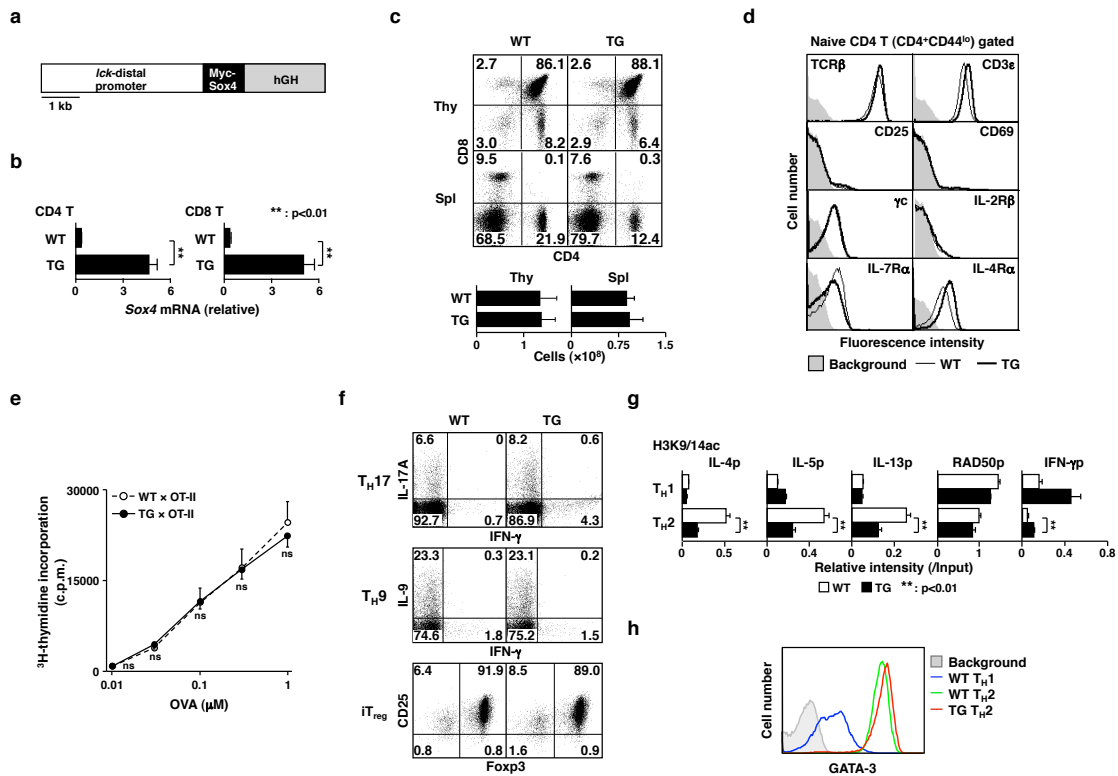 a
lck-distal
promoter
Myc-
Sox4
hGH
1 kb
b
CD4 T
CD8 T
** : p<0.01
WT
TG
**
WT
TG
**
0 3 6
0 3 6
Sox4 mRNA (relative)
c
WT TG
Thy
2.7 86.1 2.6 88.1
3.0 8.2 2.9 6.4
CD8
Spl
9.5 0.1 7.6 0.3
68.5 21.9 79.7 12.4
CD4
Thy Spl
WT
TG
0 1 0 0.75 1.5
Cells (×10⁸)
d
Naive CD4 T (CD4⁺CD44ˡᵒ) gated
TCRβ CD3ε
CD25 CD69
γc IL-2Rβ
IL-7Rα IL-4Rα
Cell number
Fluorescence intensity
Background WT TG
e
WT × OT-II
TG × OT-II
30000
15000
0
³H-thymidine incorporation
(c.p.m.)
ns ns ns ns ns
0.01 0.1 1
OVA (μM)
f
WT TG
TH17
IL-17A
6.6 0 8.2 0.6
92.7 0.7 86.9 4.3
IFN-γ
TH9
IL-9
23.3 0.3 23.1 0.2
74.6 1.8 75.2 1.5
IFN-γ
iTreg
CD25
6.4 91.9 8.5 89.0
0.8 0.8 1.6 0.9
Foxp3
g
H3K9/14ac
IL-4p IL-5p IL-13p RAD50p IFN-γp
TH1
TH2
** ** ** **
0 0.5 0 0.4 0 0.2 0 1 0 0.4 0.8
Relative intensity (/Input)
WT TG ** : p<0.01
h
Cell number
GATA-3
Background
WT TH1
WT TH2
TG TH2